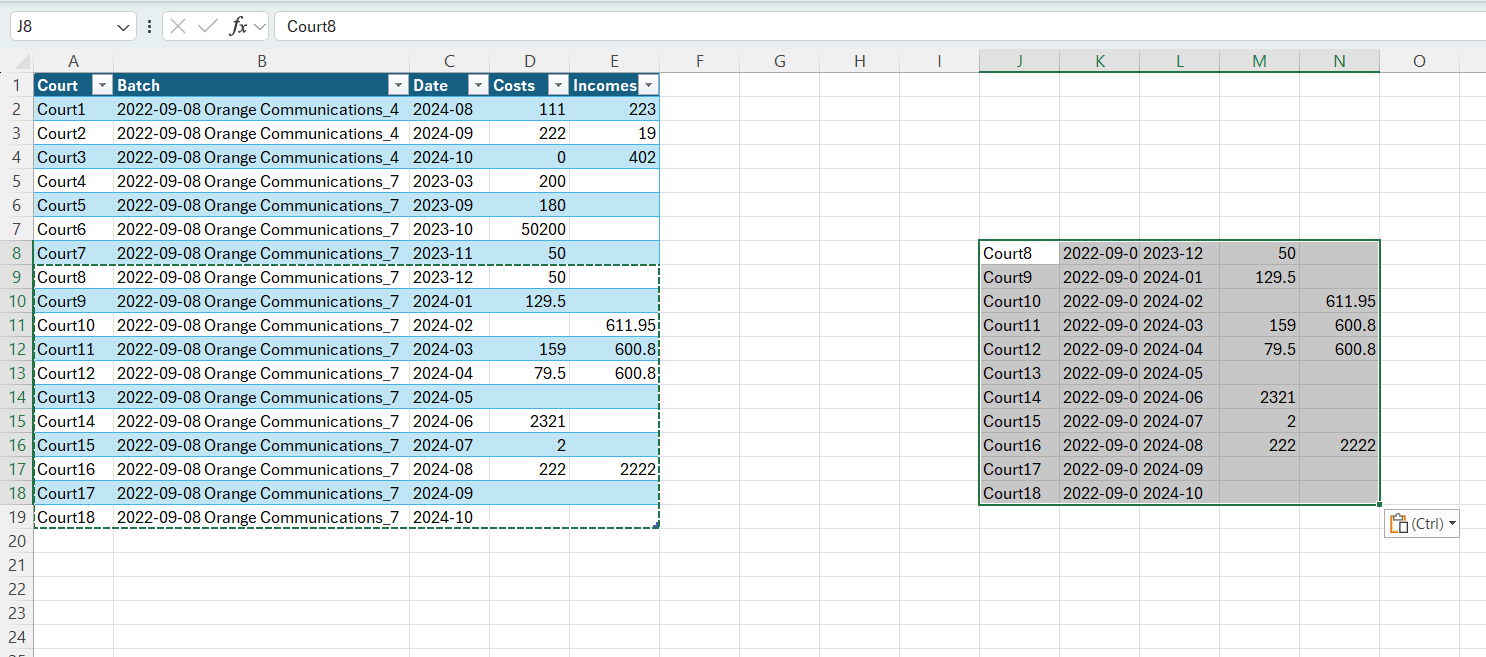 J8 fx Court8
A B C D E F G H I J K L M N O
1 Court Batch Date Costs Incomes
2 Court1 2022-09-08 Orange Communications_4 2024-08 111 223
3 Court2 2022-09-08 Orange Communications_4 2024-09 222 19
4 Court3 2022-09-08 Orange Communications_4 2024-10 0 402
5 Court4 2022-09-08 Orange Communications_7 2023-03 200
6 Court5 2022-09-08 Orange Communications_7 2023-09 180
7 Court6 2022-09-08 Orange Communications_7 2023-10 50200
8 Court7 2022-09-08 Orange Communications_7 2023-11 50 Court8 2022-09-0 2023-12 50
9 Court8 2022-09-08 Orange Communications_7 2023-12 50 Court9 2022-09-0 2024-01 129.5
10 Court9 2022-09-08 Orange Communications_7 2024-01 129.5 Court10 2022-09-0 2024-02 611.95
11 Court10 2022-09-08 Orange Communications_7 2024-02 611.95 Court11 2022-09-0 2024-03 159 600.8
12 Court11 2022-09-08 Orange Communications_7 2024-03 159 600.8 Court12 2022-09-0 2024-04 79.5 600.8
13 Court12 2022-09-08 Orange Communications_7 2024-04 79.5 600.8 Court13 2022-09-0 2024-05
14 Court13 2022-09-08 Orange Communications_7 2024-05 Court14 2022-09-0 2024-06 2321
15 Court14 2022-09-08 Orange Communications_7 2024-06 2321 Court15 2022-09-0 2024-07 2
16 Court15 2022-09-08 Orange Communications_7 2024-07 2 Court16 2022-09-0 2024-08 222 2222
17 Court16 2022-09-08 Orange Communications_7 2024-08 222 2222 Court17 2022-09-0 2024-09
18 Court17 2022-09-08 Orange Communications_7 2024-09 Court18 2022-09-0 2024-10
19 Court18 2022-09-08 Orange Communications_7 2024-10 (Ctrl)
20
21
22
23
24